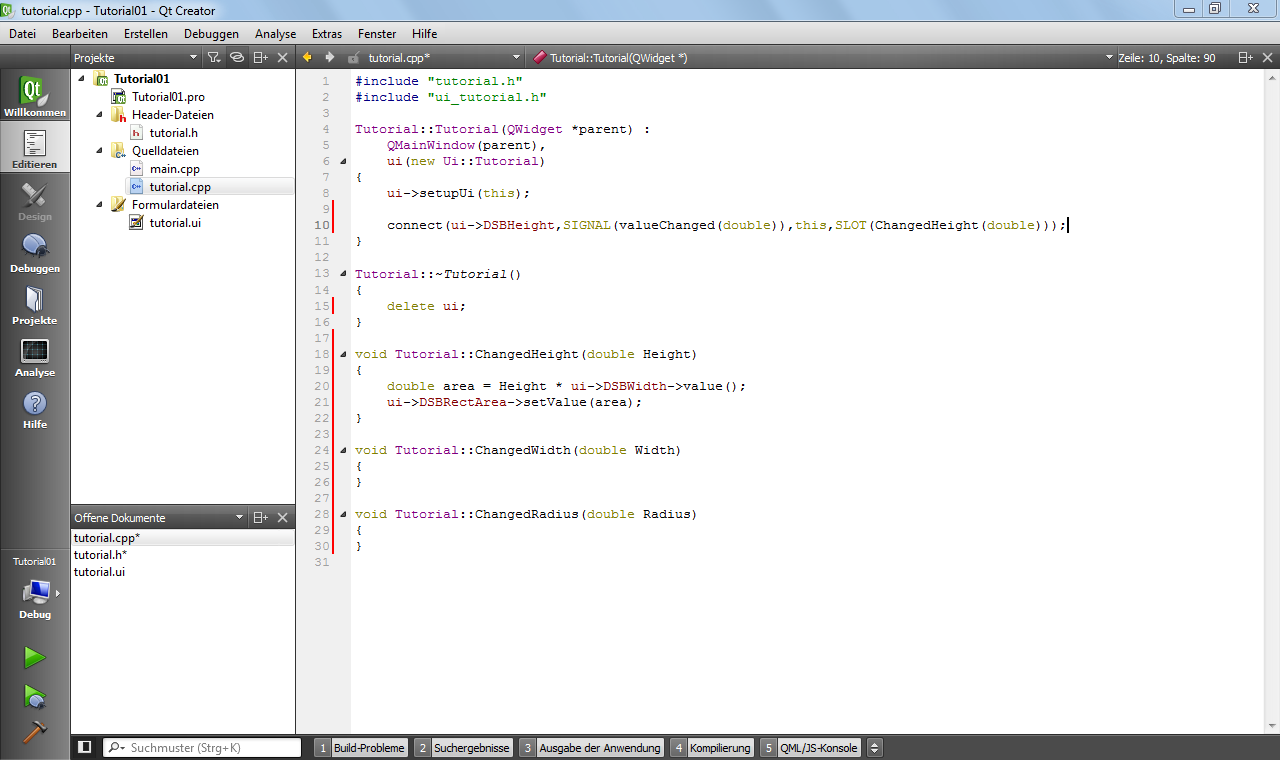 tutorial.cpp - Tutorial01 - Qt Creator
Datei Bearbeiten Erstellen Debuggen Analyse Extras Fenster Hilfe
Projekte
tutorial.cpp*
Tutorial::Tutorial(QWidget *)
Zeile: 10, Spalte: 90
Willkommen
Editieren
Design
Debuggen
Projekte
Analyse
Hilfe
Tutorial01
Debug
Tutorial01
Tutorial01.pro
Header-Dateien
tutorial.h
Quelldateien
main.cpp
tutorial.cpp
Formulardateien
tutorial.ui
Offene Dokumente
tutorial.cpp*
tutorial.h*
tutorial.ui
1 #include "tutorial.h"
2 #include "ui_tutorial.h"
3
4 Tutorial::Tutorial(QWidget *parent) :
5     QMainWindow(parent),
6     ui(new Ui::Tutorial)
7 {
8     ui->setupUi(this);
9
10     connect(ui->DSBHeight,SIGNAL(valueChanged(double)),this,SLOT(ChangedHeight(double)));
11 }
12
13 Tutorial::~Tutorial()
14 {
15     delete ui;
16 }
17
18 void Tutorial::ChangedHeight(double Height)
19 {
20     double area = Height * ui->DSBWidth->value();
21     ui->DSBRectArea->setValue(area);
22 }
23
24 void Tutorial::ChangedWidth(double Width)
25 {
26 }
27
28 void Tutorial::ChangedRadius(double Radius)
29 {
30 }
31
Suchmuster (Strg+K)
1 Build-Probleme
2 Suchergebnisse
3 Ausgabe der Anwendung
4 Kompilierung
5 QML/JS-Konsole